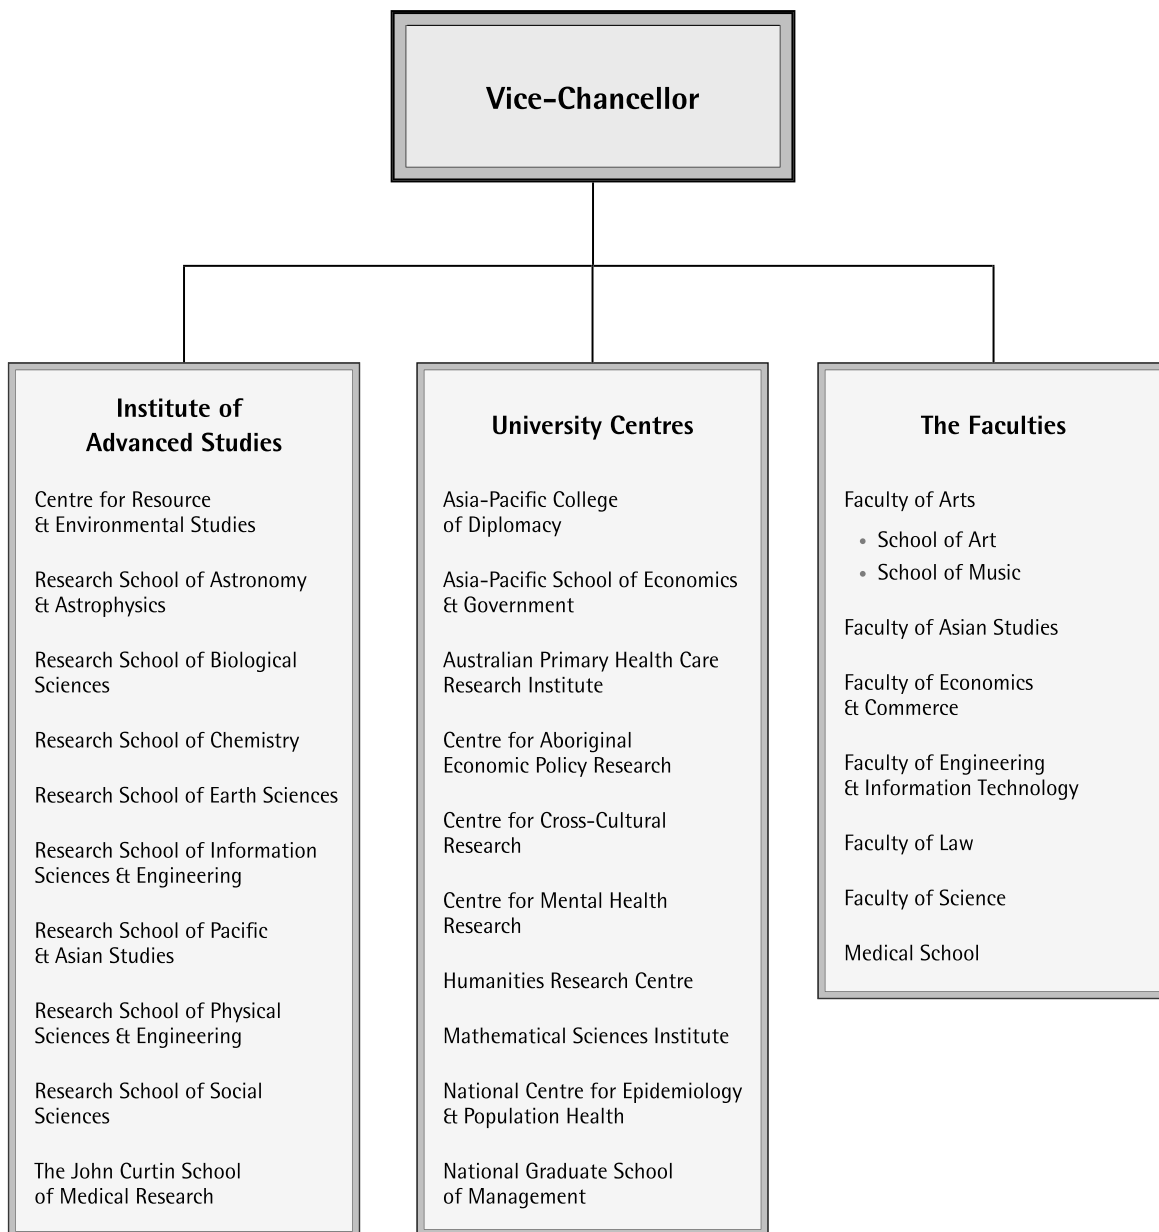 Vice-Chancellor
Institute of
Advanced Studies
Centre for Resource
& Environmental Studies
Research School of Astronomy
& Astrophysics
Research School of Biological
Sciences
Research School of Chemistry
Research School of Earth Sciences
Research School of Information
Sciences & Engineering
Research School of Pacific
& Asian Studies
Research School of Physical
Sciences & Engineering
Research School of Social
Sciences
The John Curtin School
of Medical Research
University Centres
Asia-Pacific College
of Diplomacy
Asia-Pacific School of Economics
& Government
Australian Primary Health Care
Research Institute
Centre for Aboriginal
Economic Policy Research
Centre for Cross-Cultural
Research
Centre for Mental Health
Research
Humanities Research Centre
Mathematical Sciences Institute
National Centre for Epidemiology
& Population Health
National Graduate School
of Management
The Faculties
Faculty of Arts
• School of Art
• School of Music
Faculty of Asian Studies
Faculty of Economics
& Commerce
Faculty of Engineering
& Information Technology
Faculty of Law
Faculty of Science
Medical School